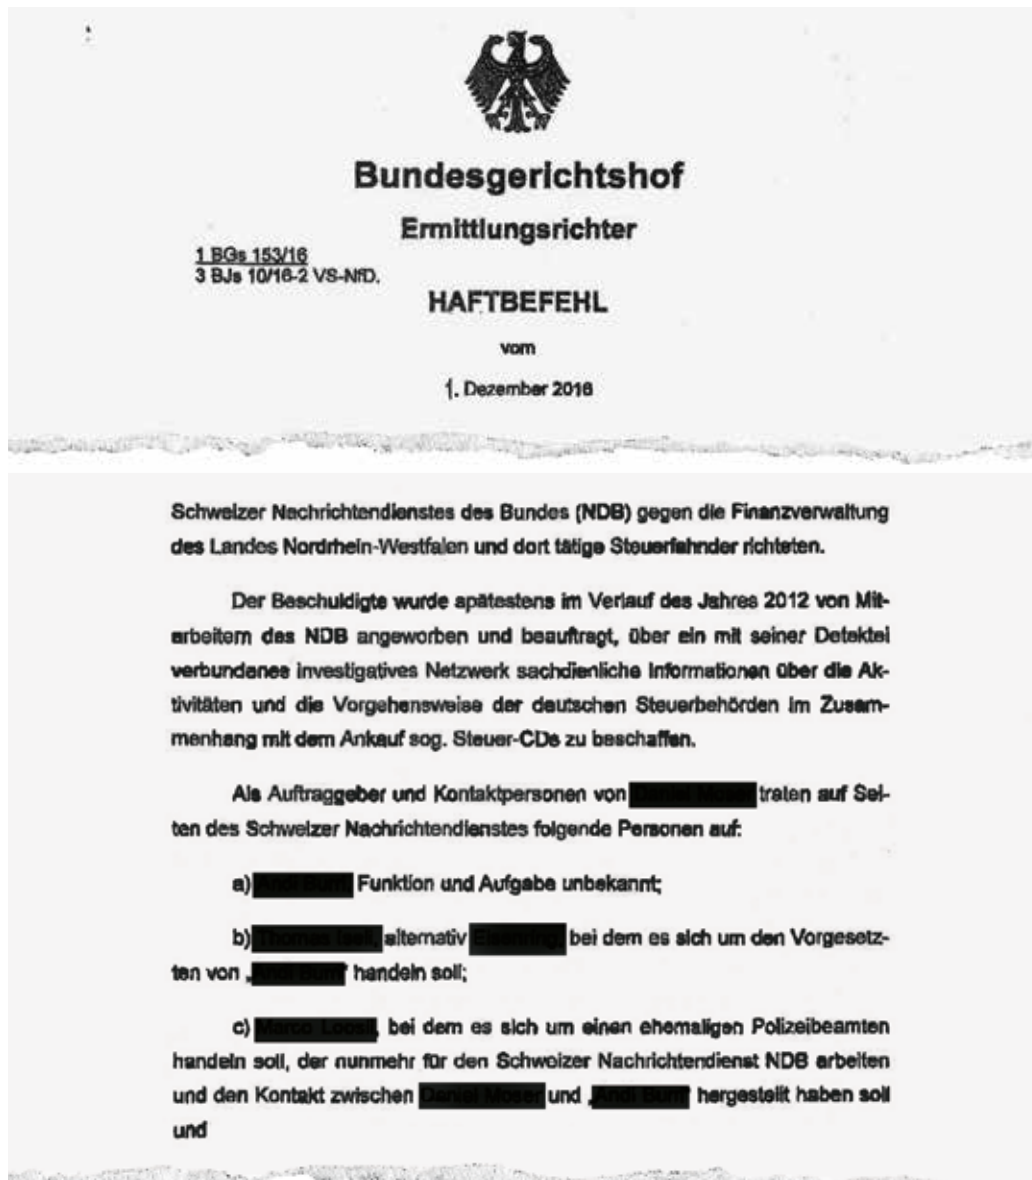 Bundesgerichtshof
Ermittlungsrichter
1 BGs 153/16
3 BJs 10/16-2 VS-NfD.
HAFTBEFEHL
vom
1. Dezember 2016
Schweizer Nachrichtendienstes des Bundes (NDB) gegen die Finanzverwaltung
des Landes Nordrhein-Westfalen und dort tätige Steuerfahnder richteten.
Der Beschuldigte wurde spätestens im Verlauf des Jahres 2012 von Mit-
arbeitern des NDB angeworben und beauftragt, über ein mit seiner Detektei
verbundenes investigatives Netzwerk sachdienliche Informationen über die Ak-
tivitäten und die Vorgehensweise der deutschen Steuerbehörden im Zusam-
menhang mit dem Ankauf sog. Steuer-CDs zu beschaffen.
Als Auftraggeber und Kontaktpersonen von traten auf Sei-
ten des Schweizer Nachrichtendienstes folgende Personen auf:
a) Funktion und Aufgabe unbekannt;
b) alternativ bei dem es sich um den Vorgesetz-
ten von „ “ handeln soll;
c) , bei dem es sich um einen ehemaligen Polizeibeamten
handeln soll, der nunmehr für den Schweizer Nachrichtendienst NDB arbeiten
und den Kontakt zwischen und „ “ hergestellt haben soll
und